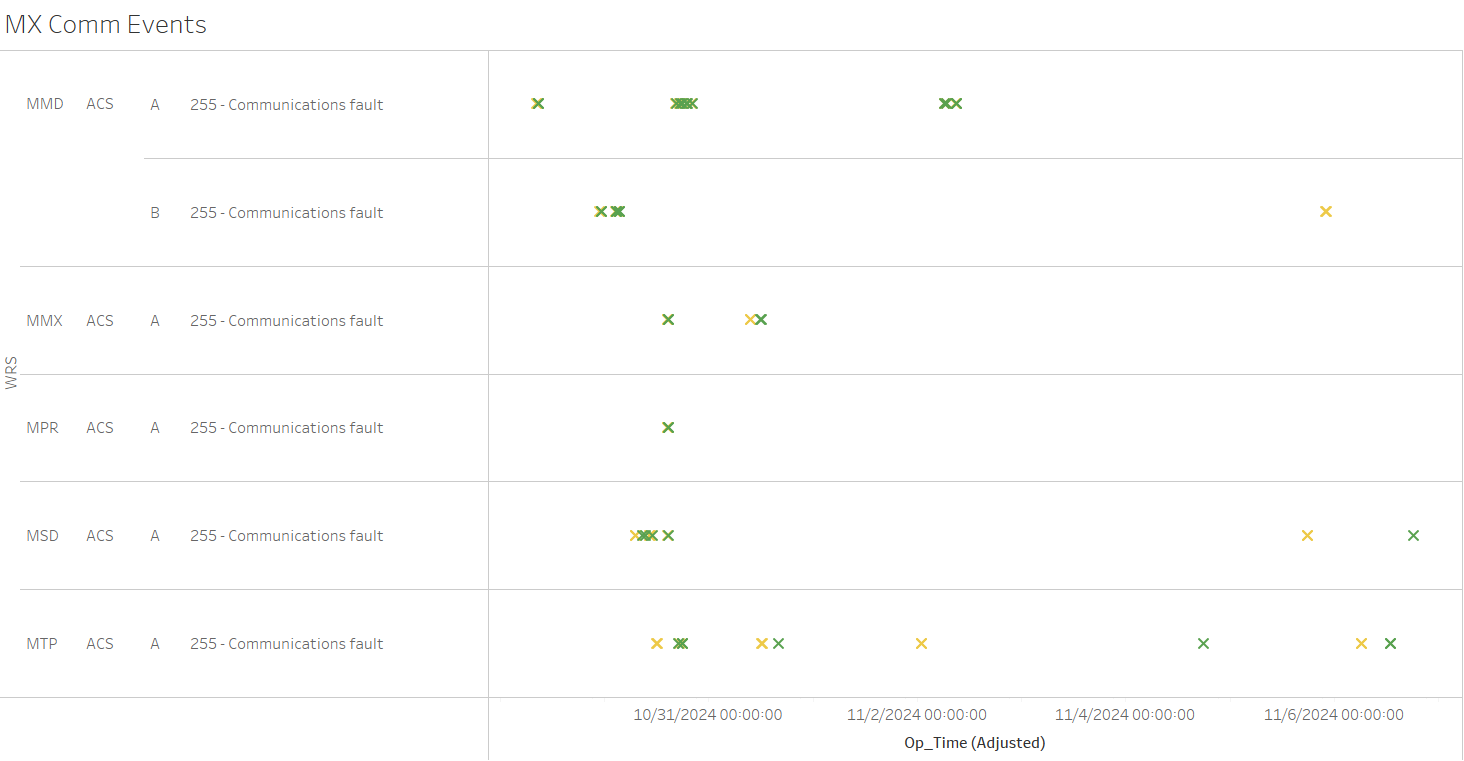 MX Comm Events
MMD ACS A 255 - Communications fault
B 255 - Communications fault
MMX ACS A 255 - Communications fault
WRS
MPR ACS A 255 - Communications fault
MSD ACS A 255 - Communications fault
MTP ACS A 255 - Communications fault
10/31/2024 00:00:00 11/2/2024 00:00:00 11/4/2024 00:00:00 11/6/2024 00:00:00
Op_Time (Adjusted)